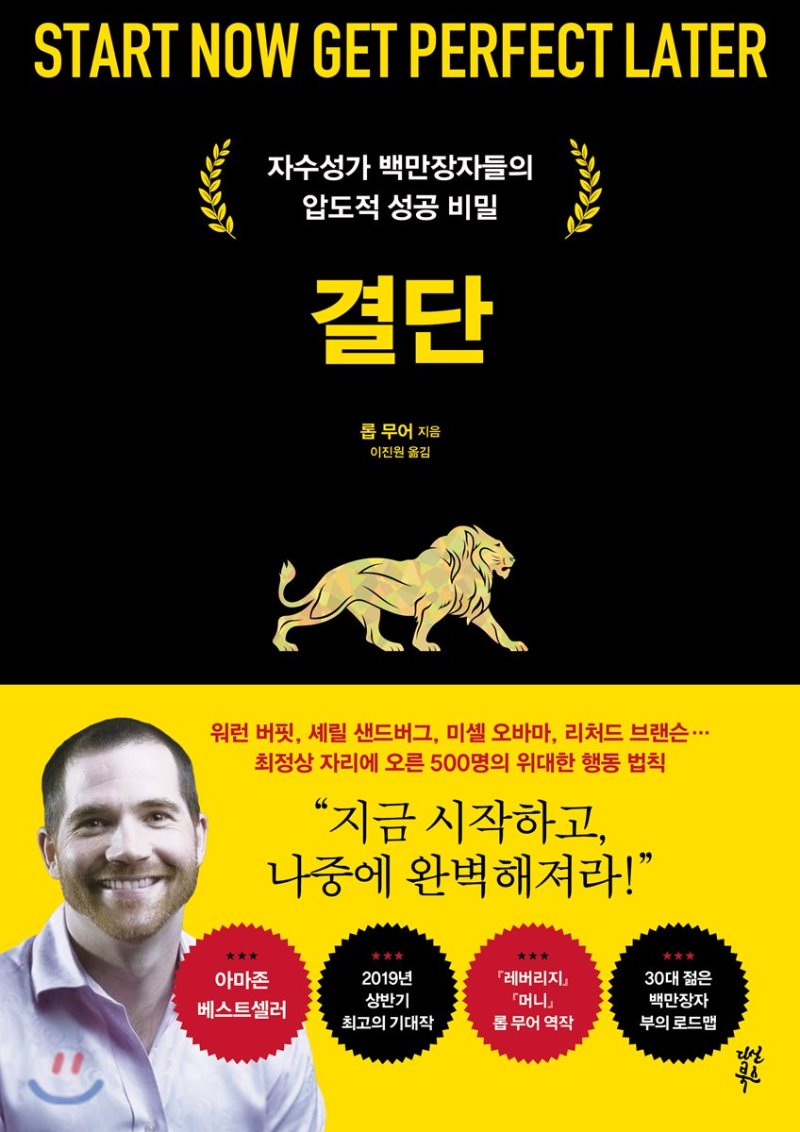 START NOW GET PERFECT LATER
자수성가 백만장자들의
압도적 성공 비밀
결단
롭 무어 지음
이진원 옮김
워런 버핏, 셰릴 샌드버그, 미셸 오바마, 리처드 브랜슨…
최정상 자리에 오른 500명의 위대한 행동 법칙
“지금 시작하고,
나중에 완벽해져라!”
★★★
아마존
베스트셀러
★★★
2019년
상반기
최고의 기대작
★★★
『레버리지』
『머니』
롭 무어 역작
★★★
30대 젊은
백만장자
부의 로드맵
다산
북스